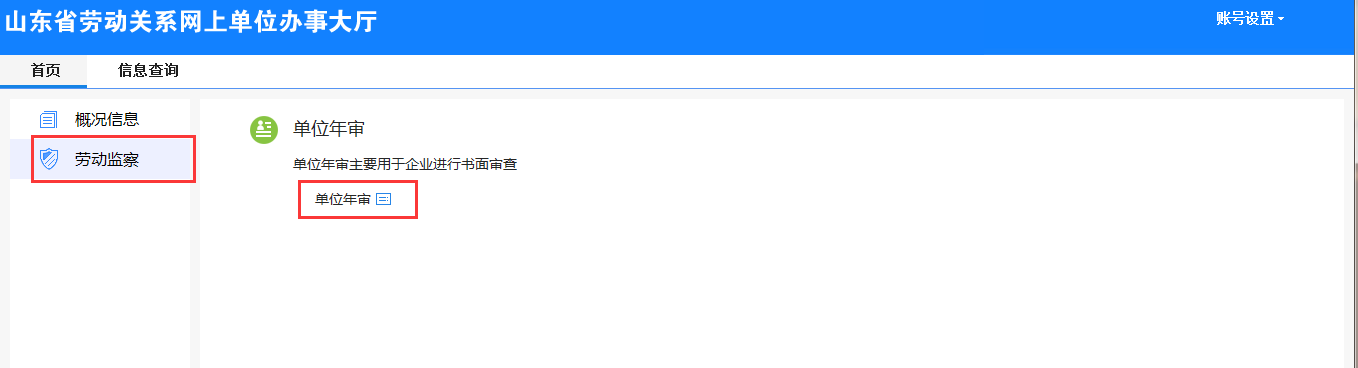 山东省劳动关系网上单位办事大厅
账号设置
首页 信息查询
概况信息
劳动监察
单位年审
单位年审主要用于企业进行书面审查
单位年审